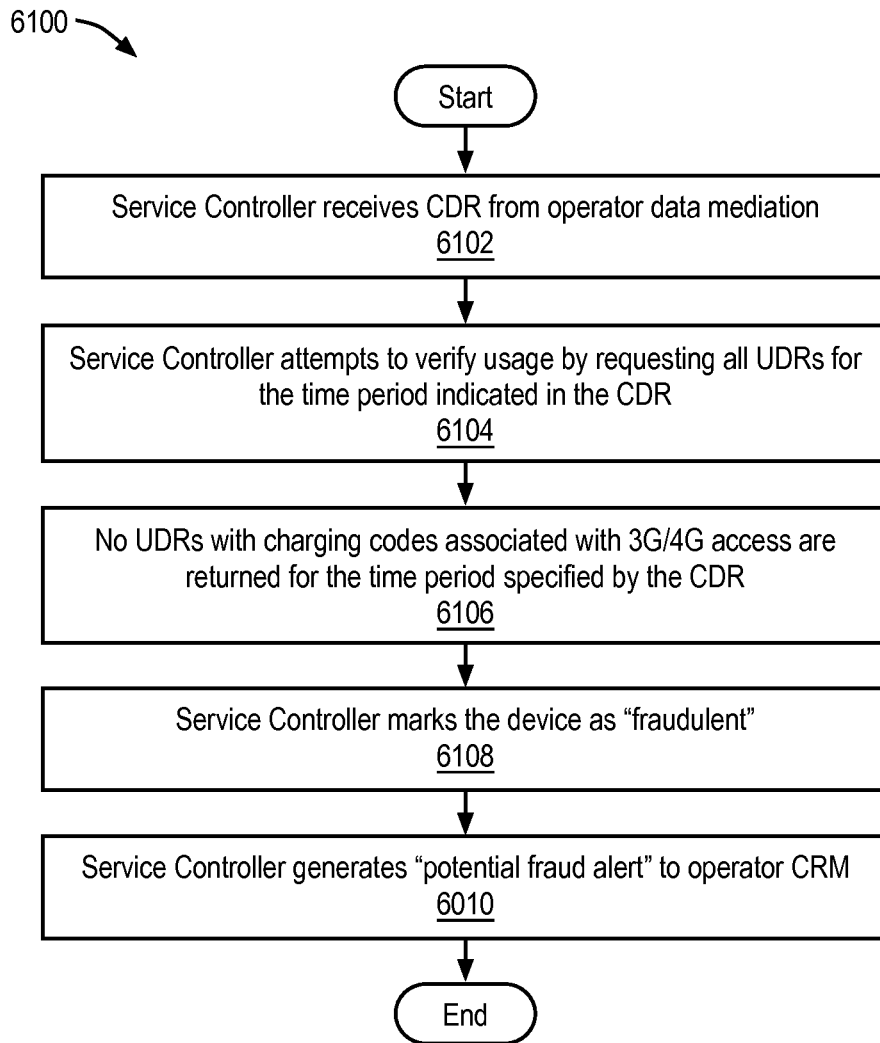 6100
Start
Service Controller receives CDR from operator data mediation
6102
Service Controller attempts to verify usage by requesting all UDRs for
the time period indicated in the CDR
6104
No UDRs with charging codes associated with 3G/4G access are
returned for the time period specified by the CDR
6106
Service Controller marks the device as “fraudulent”
6108
Service Controller generates “potential fraud alert” to operator CRM
6010
End